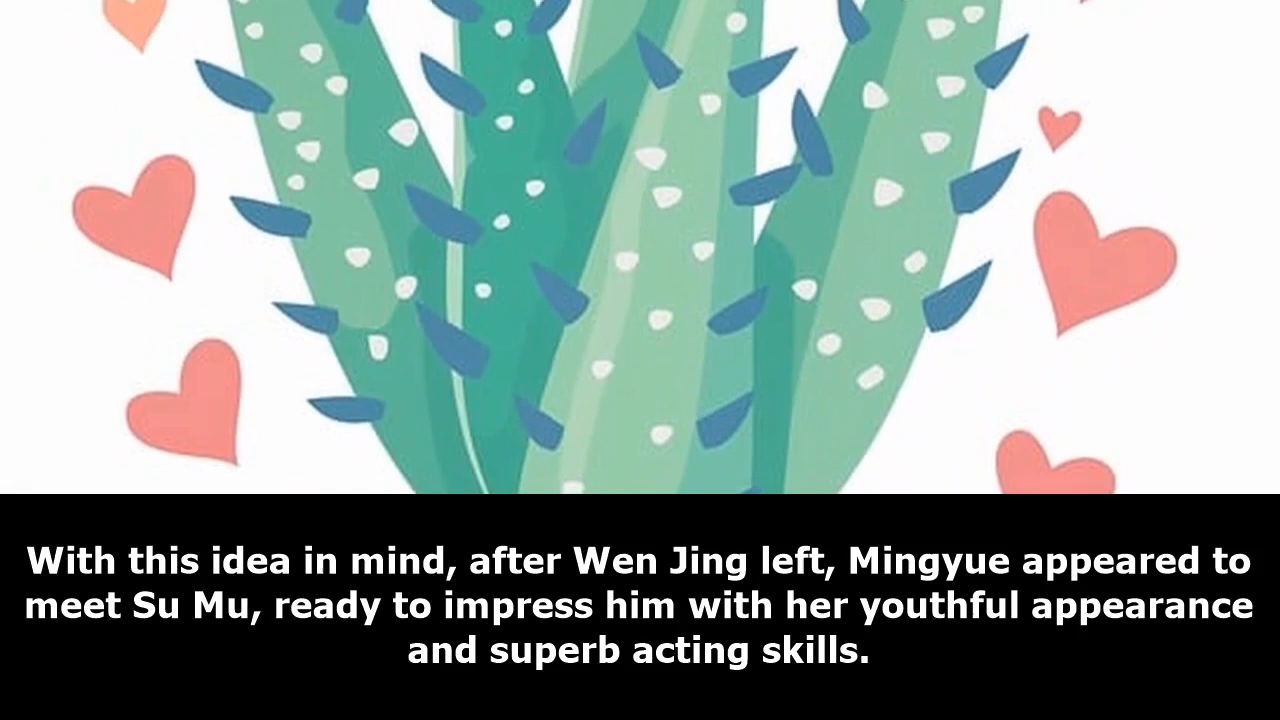 With this idea in mind, after Wen Jing left, Mingyue appeared to
meet Su Mu, ready to impress him with her youthful appearance
and superb acting skills.